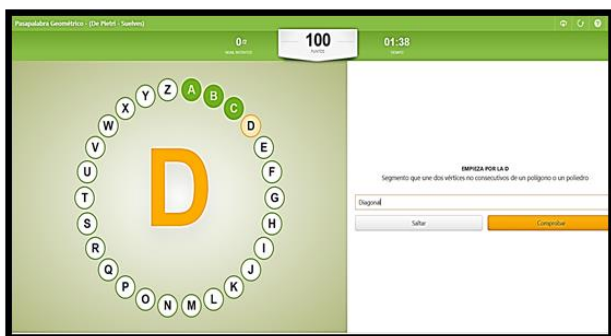 Pasapalabra Geométrico - (De Pietri - Suelves)
0
100
PUNTOS
01:38
TIEMPO
A
B
C
D
E
F
G
H
I
J
K
L
M
N
O
P
Q
R
S
T
U
V
W
X
Y
Z
D
EMPIEZA POR LA D
Segmento que une dos vértices no consecutivos de un polígono o un poliedro
Diagonal
Saltar
Comprobar